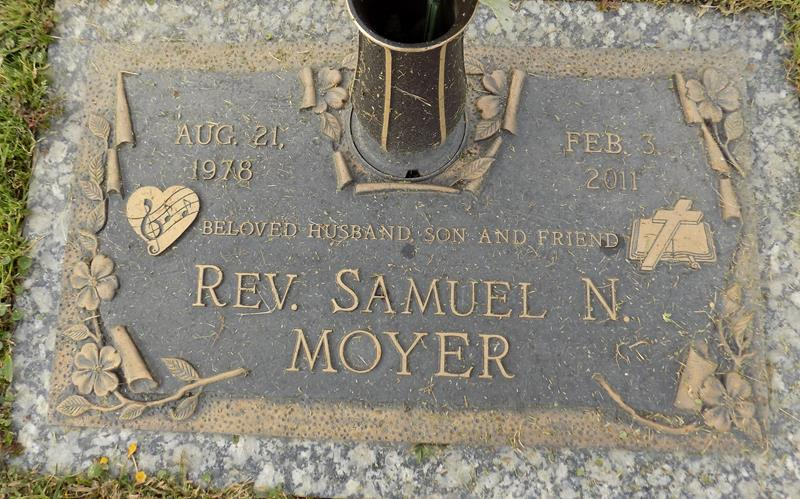 AUG. 21,
1978
FEB. 3,
2011
BELOVED HUSBAND, SON AND FRIEND
REV. SAMUEL N.
MOYER